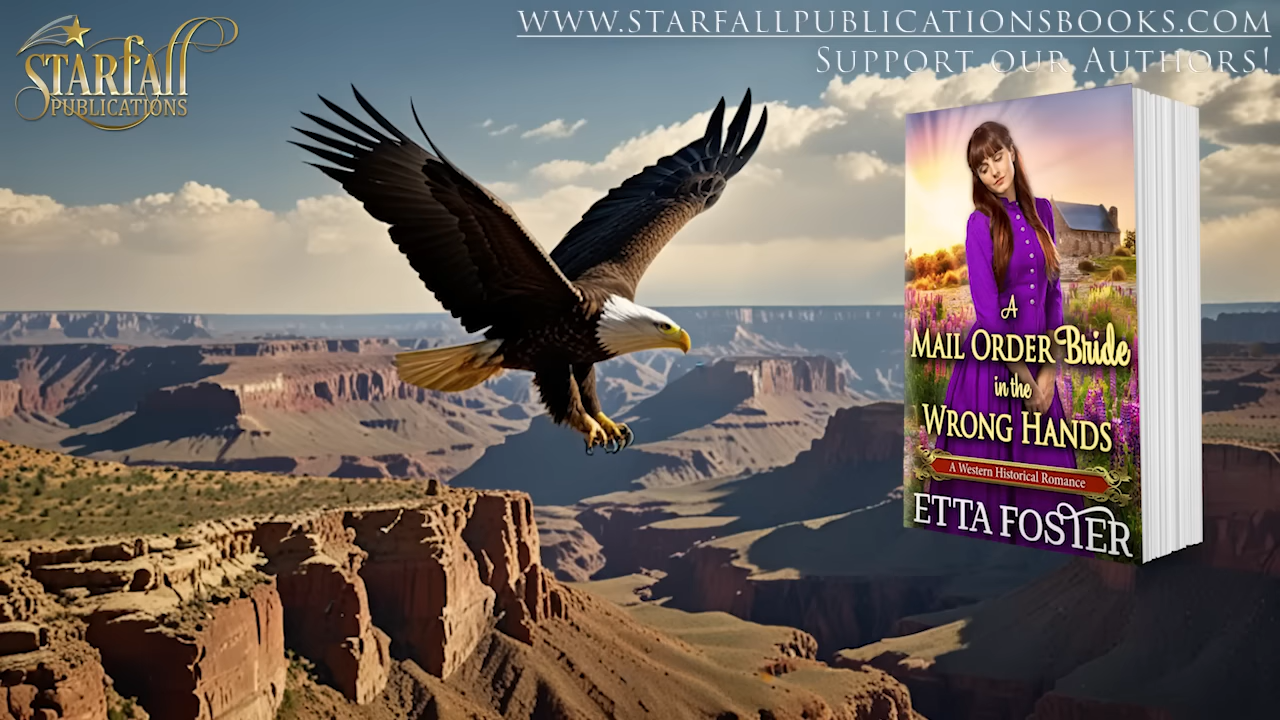 STARfall
PUBLICATIONS
WWW.STARFALLPUBLICATIONSBOOKS.COM
SUPPORT OUR AUTHORS!
A
MAIL ORDER Bride
in the
WRONG HANDS
A Western Historical Romance
ETTA FOSTER